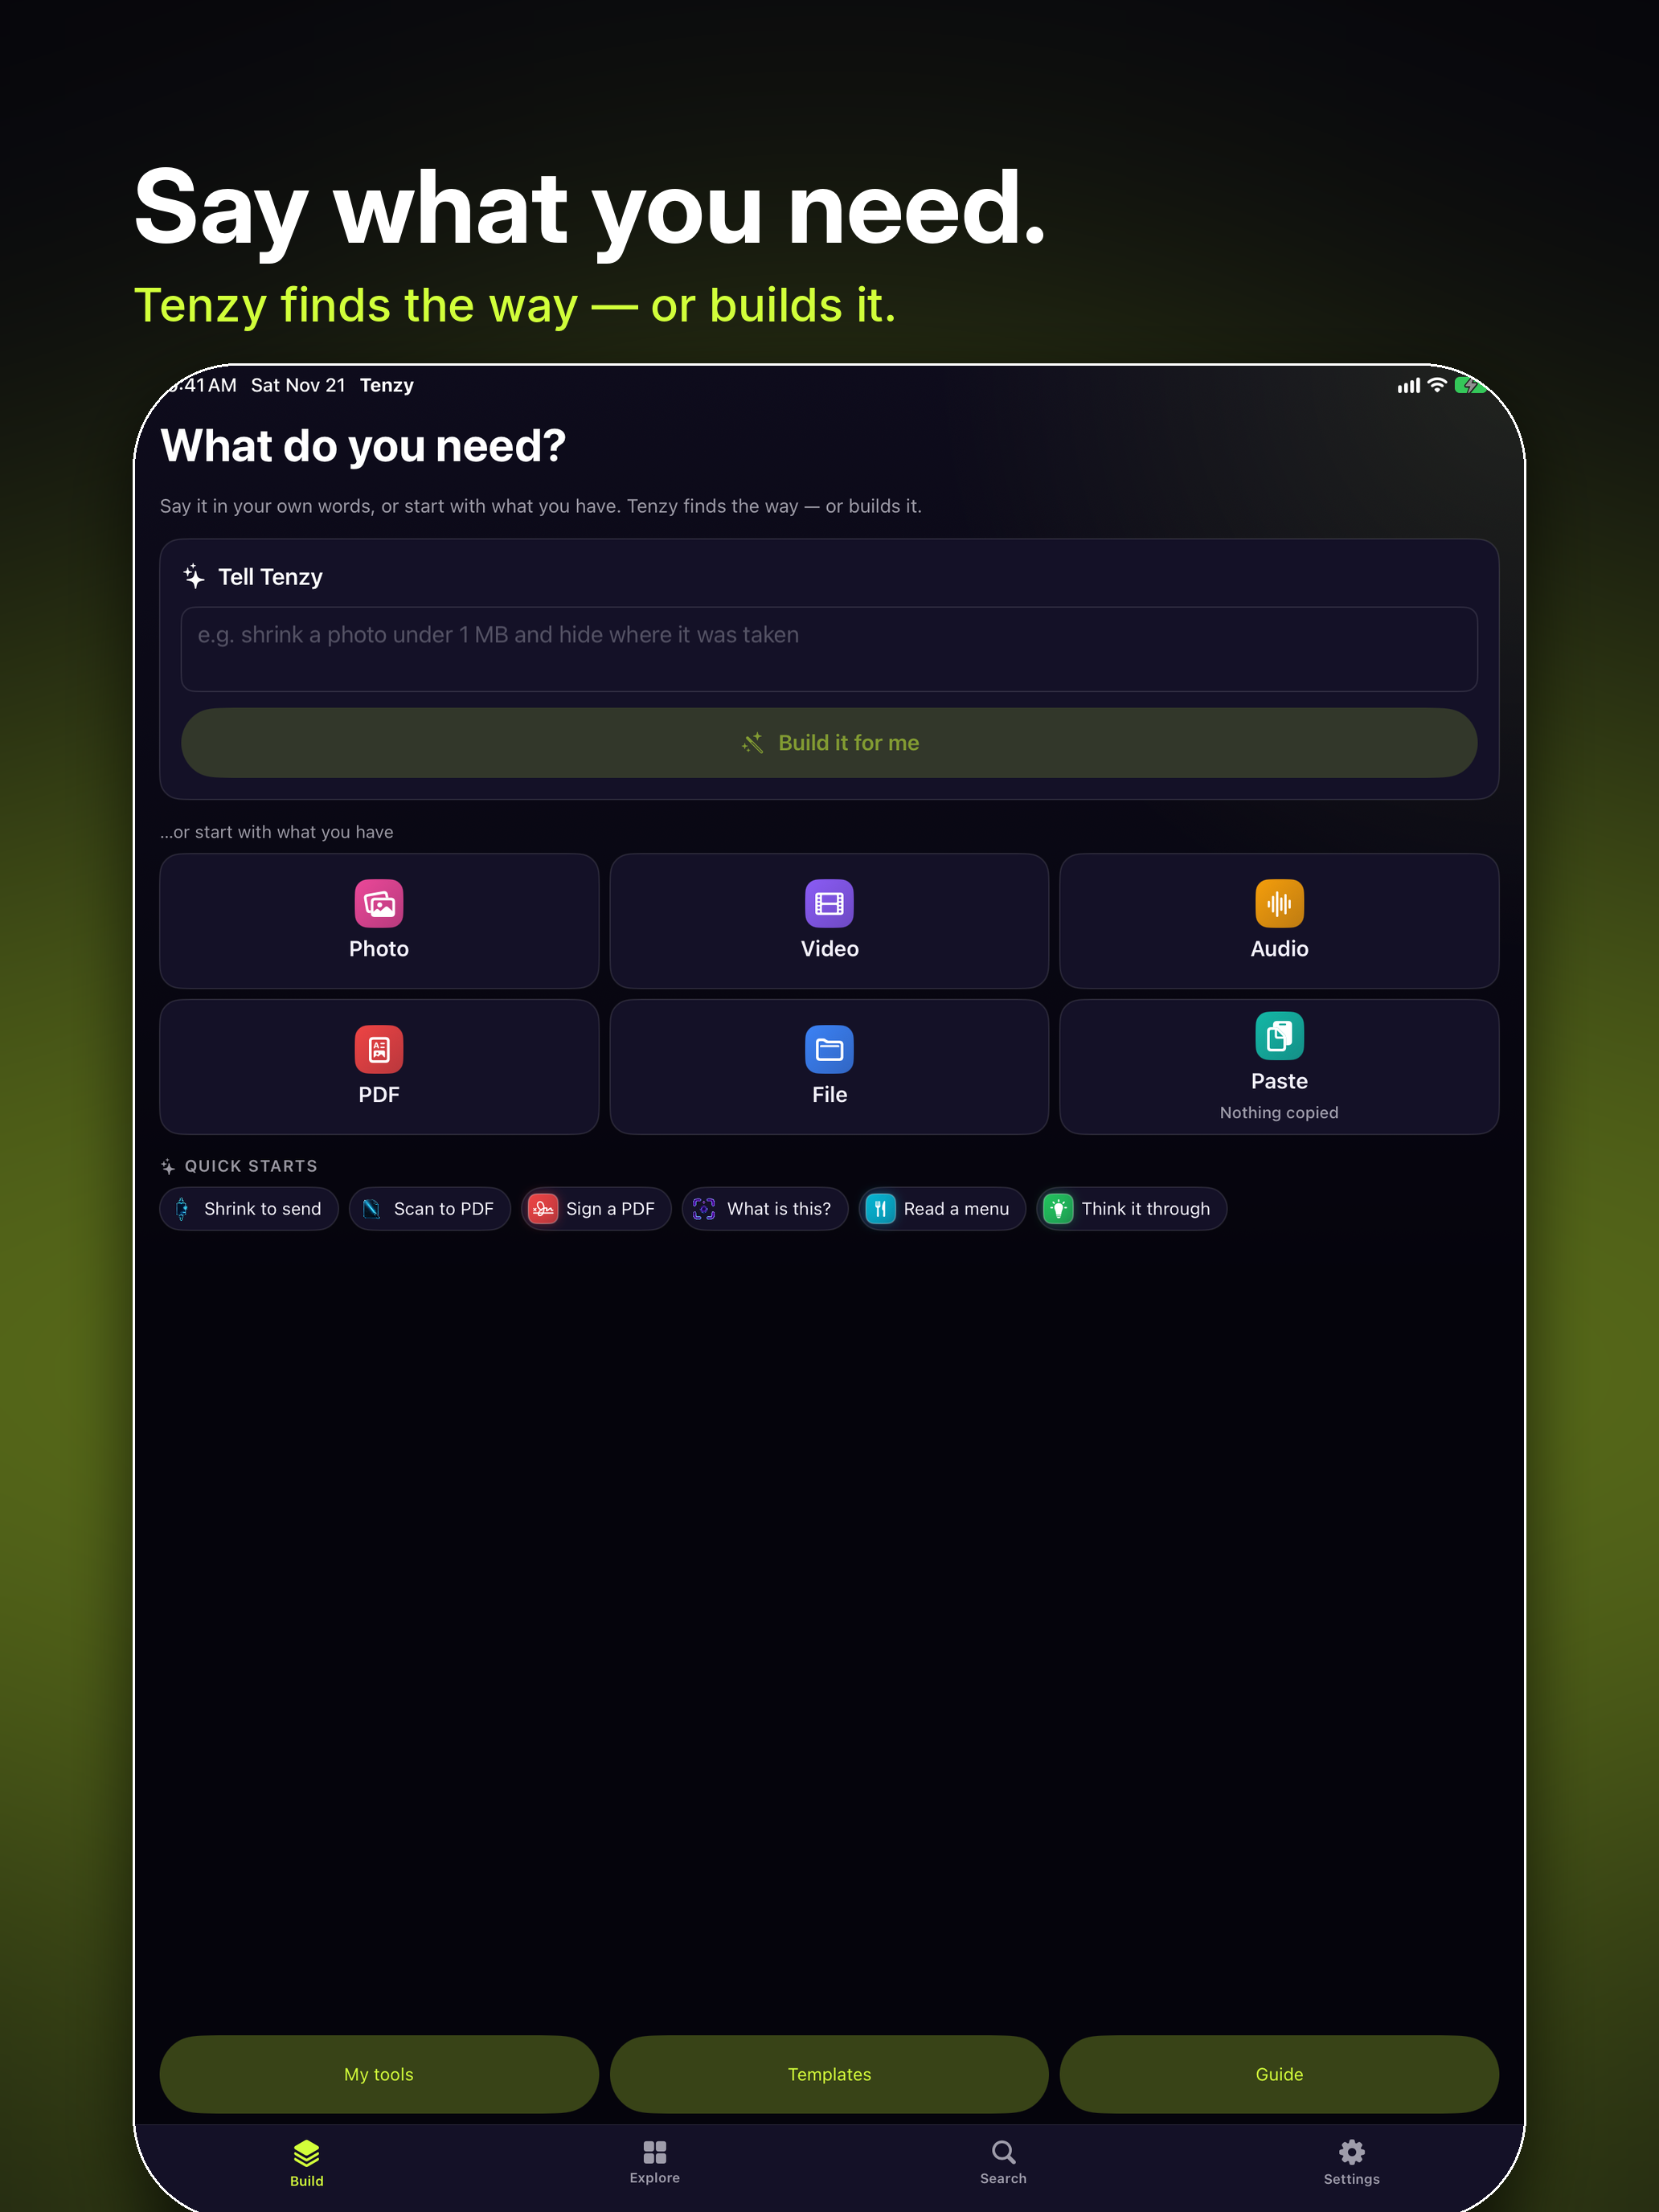 Say what you need.
Tenzy finds the way — or builds it.
:41 AM Sat Nov 21 Tenzy
What do you need?
Say it in your own words, or start with what you have. Tenzy finds the way — or builds it.
Tell Tenzy
e.g. shrink a photo under 1 MB and hide where it was taken
Build it for me
...or start with what you have
Photo
Video
Audio
PDF
File
Paste
Nothing copied
QUICK STARTS
Shrink to send
Scan to PDF
Sign a PDF
What is this?
Read a menu
Think it through
My tools
Templates
Guide
Build
Explore
Search
Settings